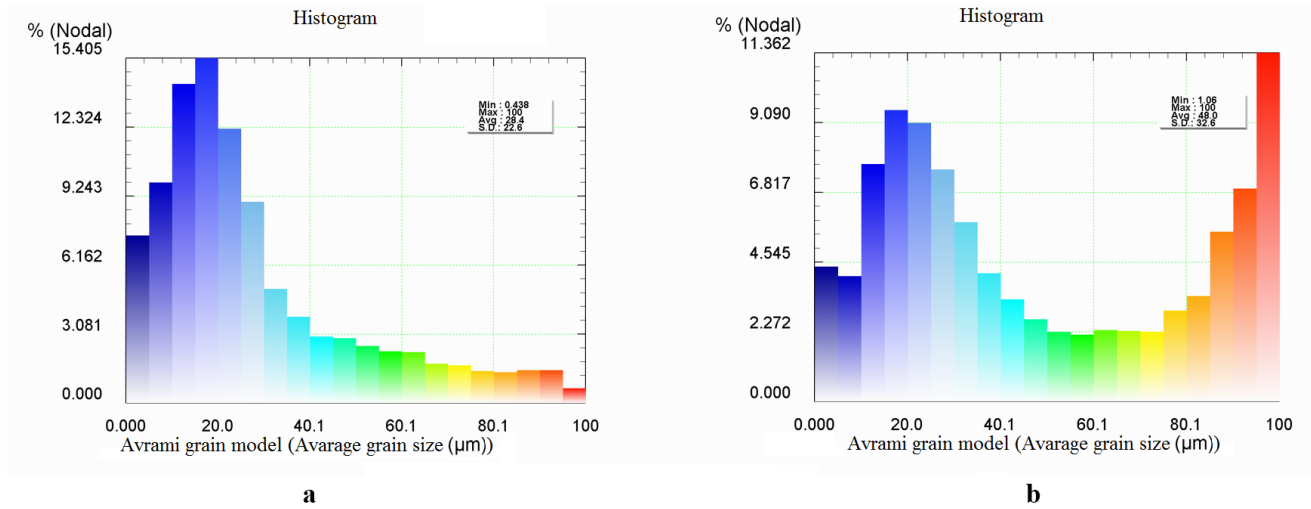 Histogram
% (Nodal)
15.405
12.324
9.243
6.162
3.081
0.000
Min : 0.438
Max : 100
Avg : 28.4
S.D.: 22.6
0.000 20.0 40.1 60.1 80.1 100
Avrami grain model (Avarage grain size (μm))
a
Histogram
% (Nodal)
11.362
9.090
6.817
4.545
2.272
0.000
Min : 1.06
Max : 100
Avg : 48.0
S.D.: 32.6
0.000 20.0 40.1 60.1 80.1 100
Avrami grain model (Avarage grain size (μm))
b